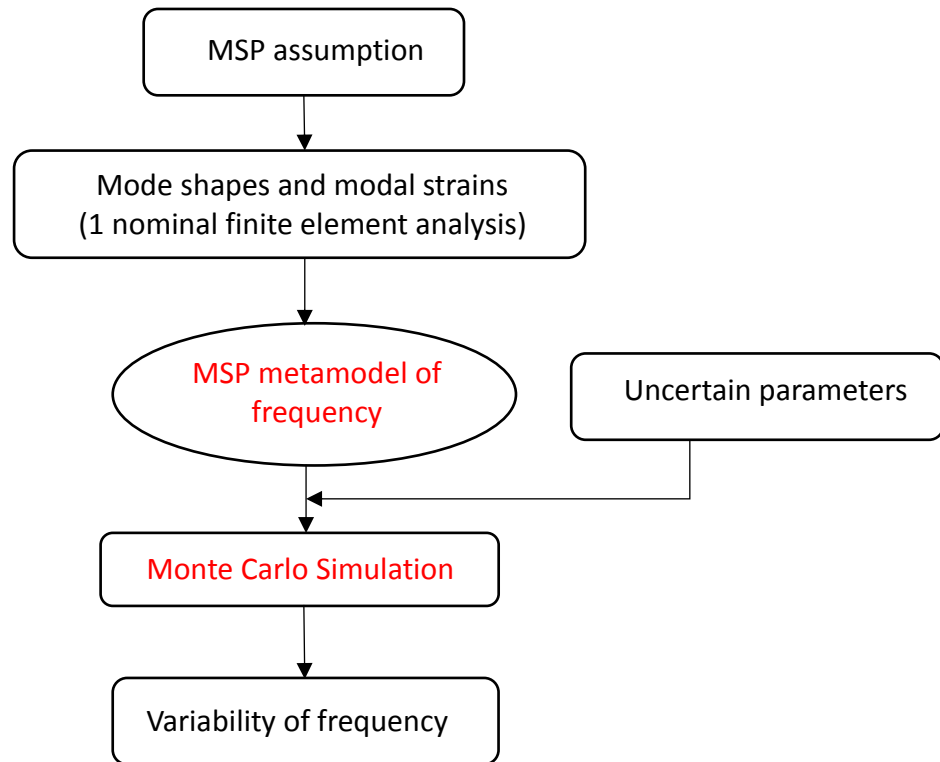 MSP assumption
Mode shapes and modal strains
(1 nominal finite element analysis)
MSP metamodel of
frequency
Uncertain parameters
Monte Carlo Simulation
Variability of frequency